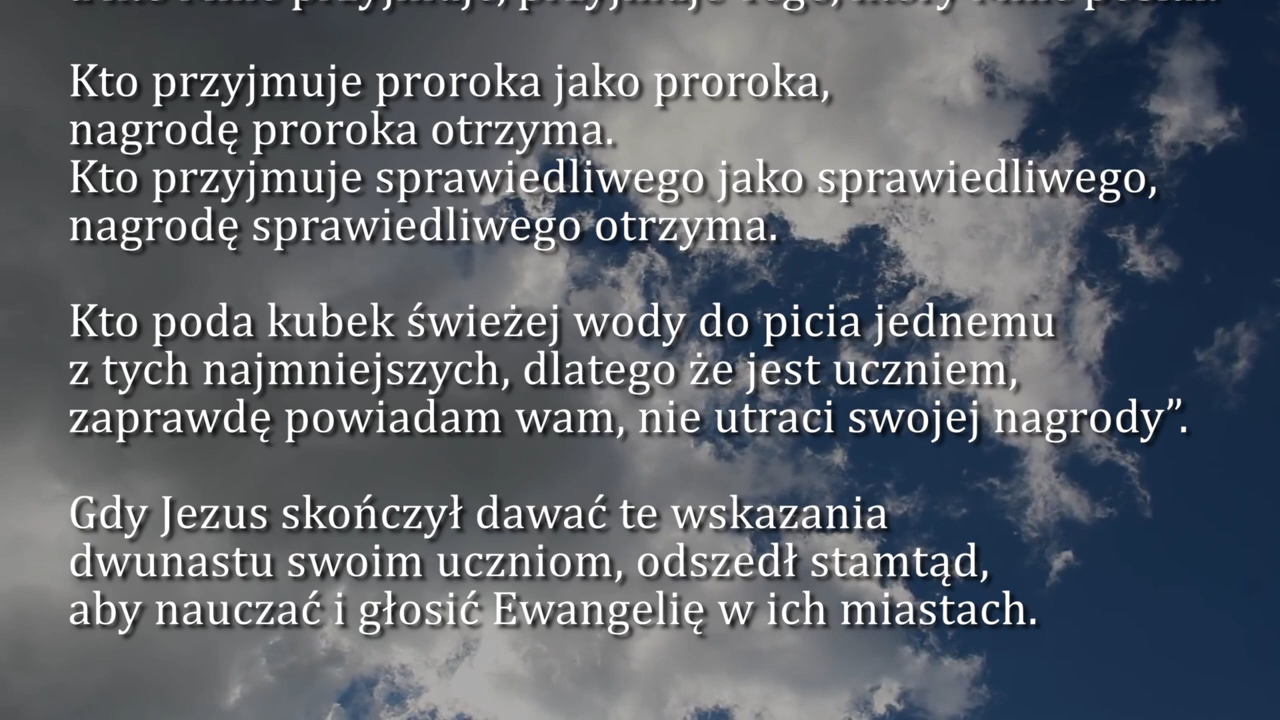 Kto przyjmuje proroka jako proroka,
nagrodę proroka otrzyma.
Kto przyjmuje sprawiedliwego jako sprawiedliwego,
nagrodę sprawiedliwego otrzyma.
Kto poda kubek świeżej wody do picia jednemu
z tych najmniejszych, dlatego że jest uczniem,
zaprawdę powiadam wam, nie utraci swojej nagrody”.
Gdy Jezus skończył dawać te wskazania
dwunastu swoim uczniom, odszedł stamtąd,
aby nauczać i głosić Ewangelię w ich miastach.